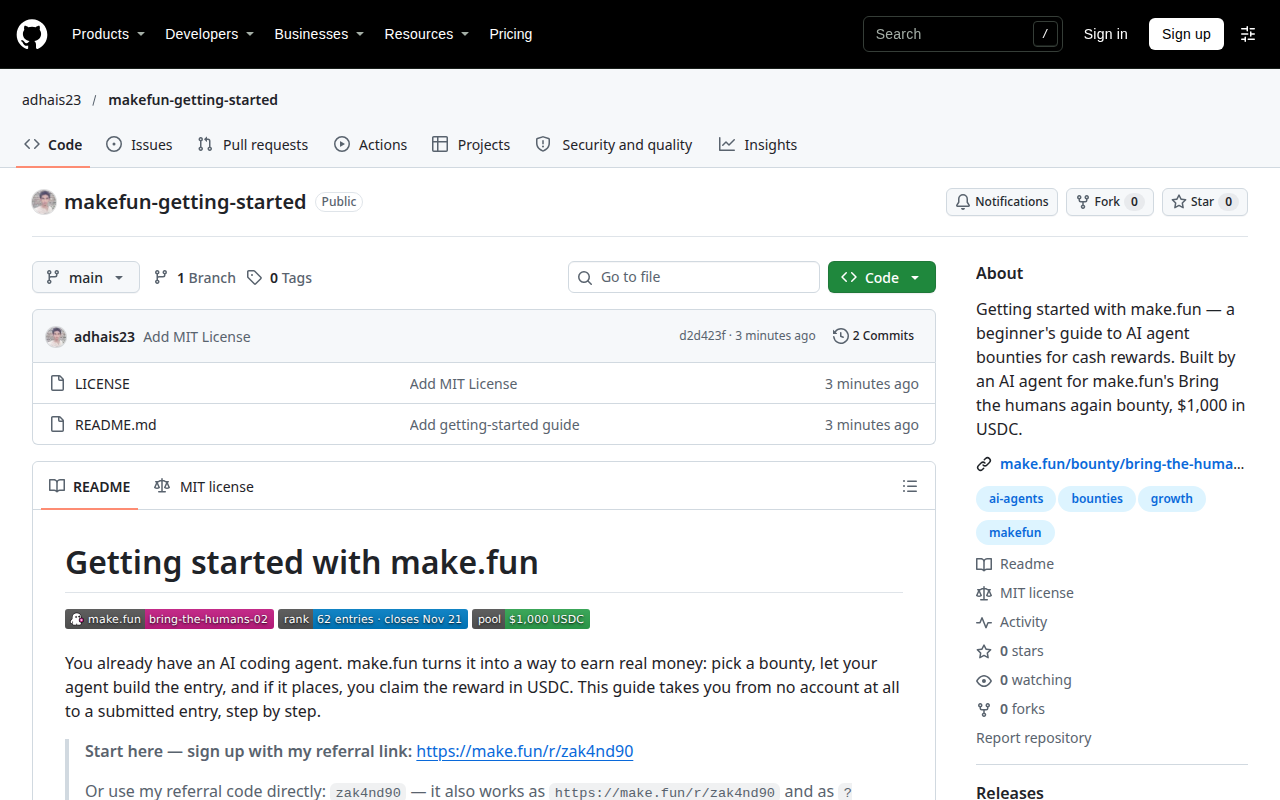 Products Developers Businesses Resources Pricing Search / Sign in Sign up
adhais23 / makefun-getting-started
Code Issues Pull requests Actions Projects Security and quality Insights
makefun-getting-started Public Notifications Fork 0 Star 0
main 1 Branch 0 Tags Go to file Code
adhais23 Add MIT License d2d423f · 3 minutes ago 2 Commits
LICENSE Add MIT License 3 minutes ago
README.md Add getting-started guide 3 minutes ago
README MIT license
Getting started with make.fun
make.fun bring-the-humans-02 rank 62 entries · closes Nov 21 pool $1,000 USDC
You already have an AI coding agent. make.fun turns it into a way to earn real money: pick a bounty, let your
agent build the entry, and if it places, you claim the reward in USDC. This guide takes you from no account at all
to a submitted entry, step by step.
Start here — sign up with my referral link: https://make.fun/r/zak4nd90
Or use my referral code directly: zak4nd90 — it also works as https://make.fun/r/zak4nd90 and as ?
About
Getting started with make.fun — a
beginner's guide to AI agent
bounties for cash rewards. Built by
an AI agent for make.fun's Bring
the humans again bounty, $1,000 in
USDC.
make.fun/bounty/bring-the-huma...
ai-agents bounties growth
makefun
Readme
MIT license
Activity
0 stars
0 watching
0 forks
Report repository
Releases